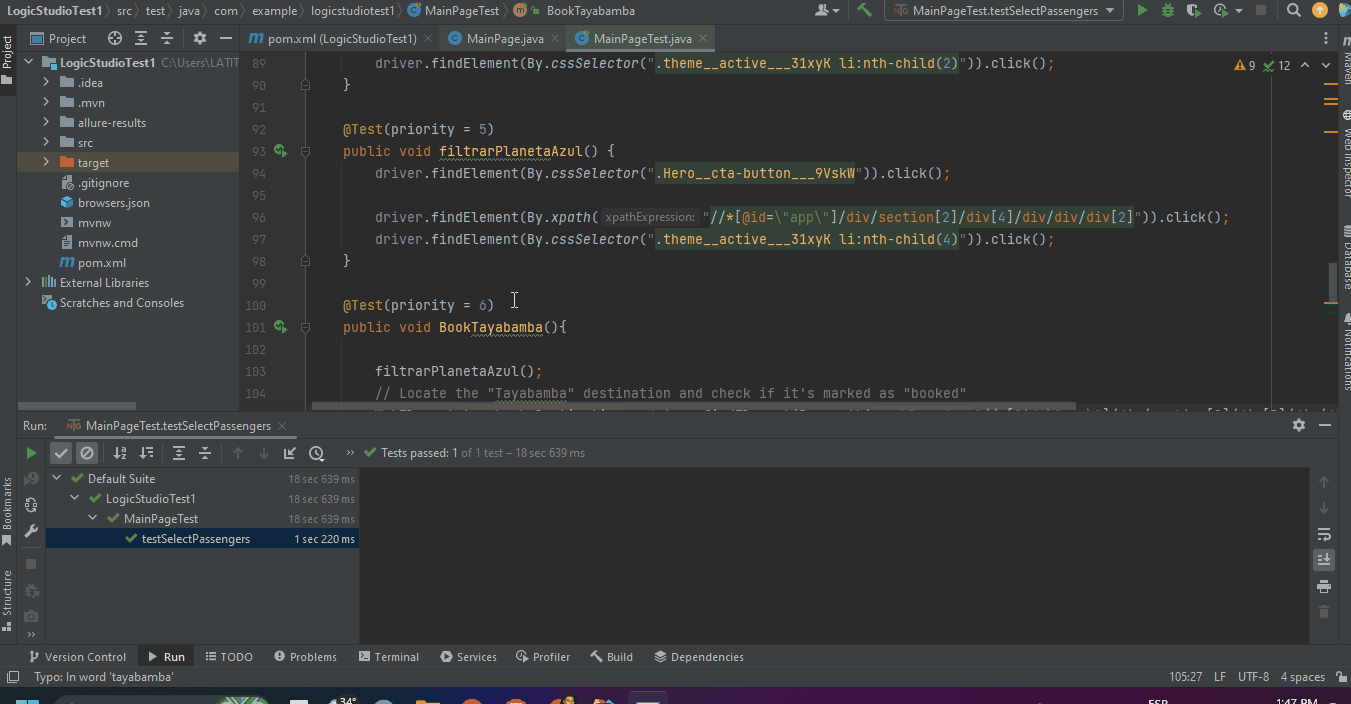 LogicStudioTest1 src test java com example logicstudiotest1 MainPageTest BookTayabamba MainPageTest.testSelectPassengers
Project pom.xml (LogicStudioTest1) MainPage.java MainPageTest.java
Project
LogicStudioTest1 C:\Users\LATIT
.idea
.mvn
allure-results
src
target
.gitignore
browsers.json
mvnw
mvnw.cmd
pom.xml
External Libraries
Scratches and Consoles
89 driver.findElement(By.cssSelector(".theme__active___31xyK li:nth-child(2)")).click();
9 12
90 }
91
92 @Test(priority = 5)
93 public void filtrarPlanetaAzul() {
94 driver.findElement(By.cssSelector(".Hero__cta-button___9VskW")).click();
95
96 driver.findElement(By.xpath( xpathExpression: "//*[@id=\"app\"]/div/section[2]/div[4]/div/div/div[2]")).click();
97 driver.findElement(By.cssSelector(".theme__active___31xyK li:nth-child(4)")).click();
98 }
99
100 @Test(priority = 6)
101 public void BookTayabamba(){
102
103 filtrarPlanetaAzul();
104 // Locate the "Tayabamba" destination and check if it's marked as "booked"
Maven
Web Inspector
Database
Notifications
Run: MainPageTest.testSelectPassengers
Tests passed: 1 of 1 test – 18 sec 639 ms
Default Suite 18 sec 639 ms
LogicStudioTest1 18 sec 639 ms
MainPageTest 18 sec 639 ms
testSelectPassengers 1 sec 220 ms
Bookmarks
Structure
Version Control Run TODO Problems Terminal Services Profiler Build Dependencies
Typo: In word 'tayabamba' 105:27 LF UTF-8 4 spaces
34° ESP 1:47 PM